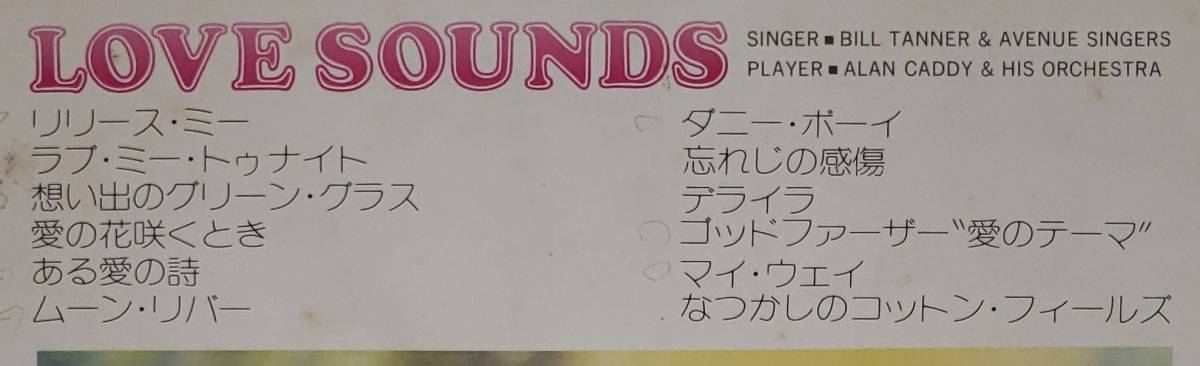 LOVE SOUNDS
SINGER■BILL TANNER & AVENUE SINGERS
PLAYER■ALAN CADDY & HIS ORCHESTRA
リリース・ミー
ラブ・ミー・トゥナイト
想い出のグリーン・グラス
愛の花咲くとき
ある愛の詩
ムーン・リバー
ダニー・ボーイ
忘れじの感傷
デライラ
ゴッドファーザー〝愛のテーマ〟
マイ・ウェイ
なつかしのコットン・フィールズ